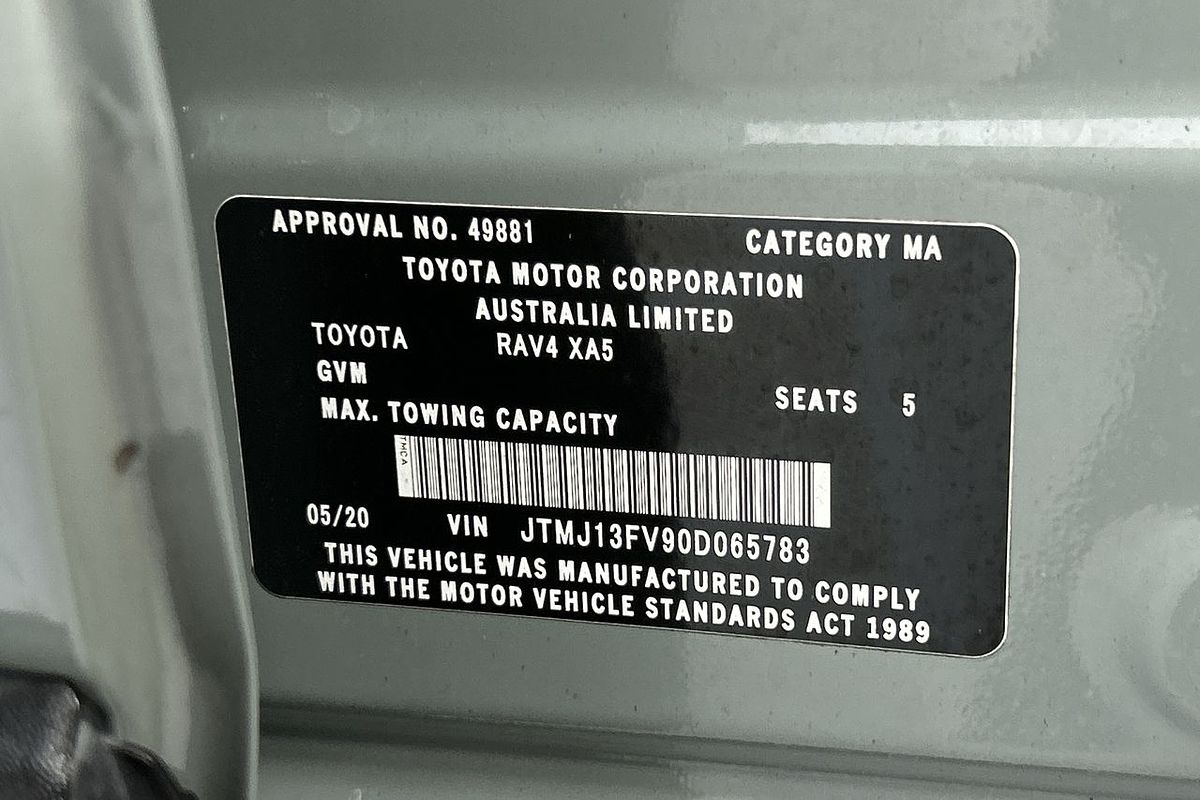 APPROVAL NO. 49881 CATEGORY MA
TOYOTA MOTOR CORPORATION
AUSTRALIA LIMITED
TOYOTA RAV4 XA5
GVM
SEATS 5
MAX. TOWING CAPACITY
TMCA
05/20 VIN JTMJ13FV90D065783
THIS VEHICLE WAS MANUFACTURED TO COMPLY
WITH THE MOTOR VEHICLE STANDARDS ACT 1989